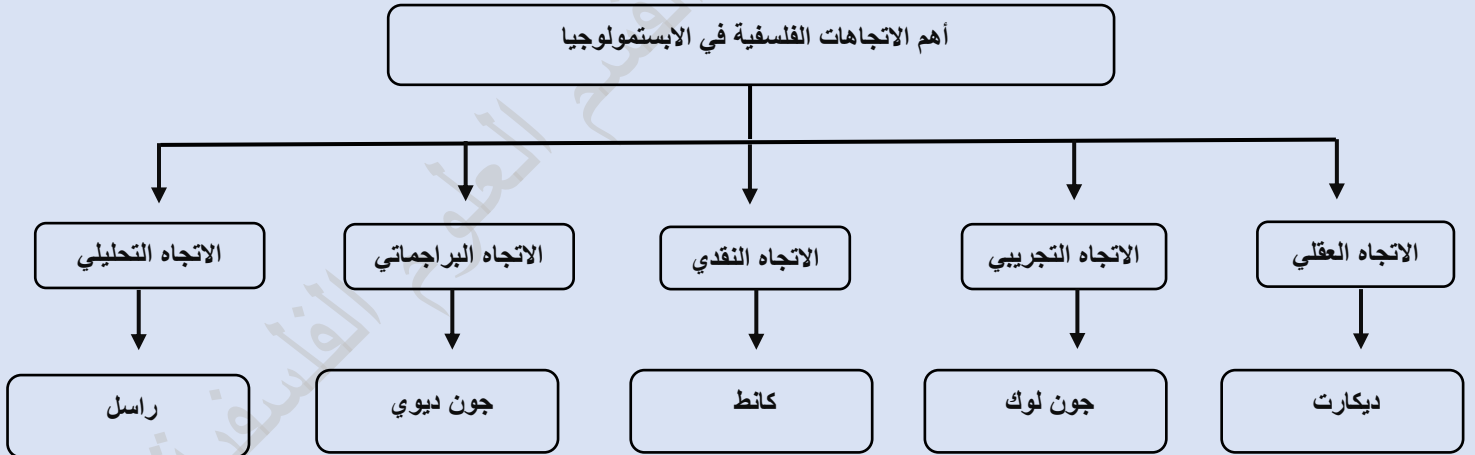 أهم الاتجاهات الفلسفية في الابستمولوجيا
الاتجاه العقلي
الاتجاه التجريبي
الاتجاه النقدي
الاتجاه البراجماتي
الاتجاه التحليلي
ديكارت
جون لوك
كانط
جون ديوي
راسل